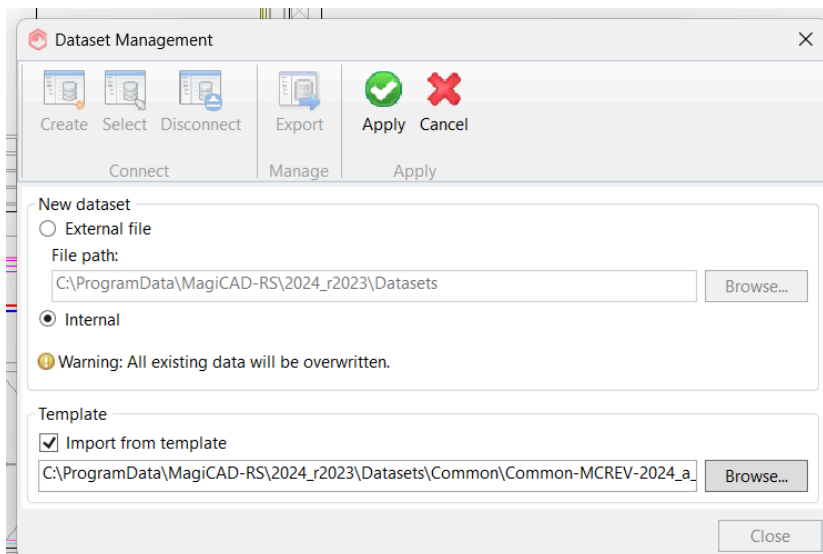 Dataset Management
Create Select Disconnect Export Apply Cancel
Connect Manage Apply
New dataset
External file
File path:
C:\ProgramData\MagiCAD-RS\2024_r2023\Datasets Browse...
Internal
Warning: All existing data will be overwritten.
Template
Import from template
C:\ProgramData\MagiCAD-RS\2024_r2023\Datasets\Common\Common-MCREV-2024_a_ Browse...
Close